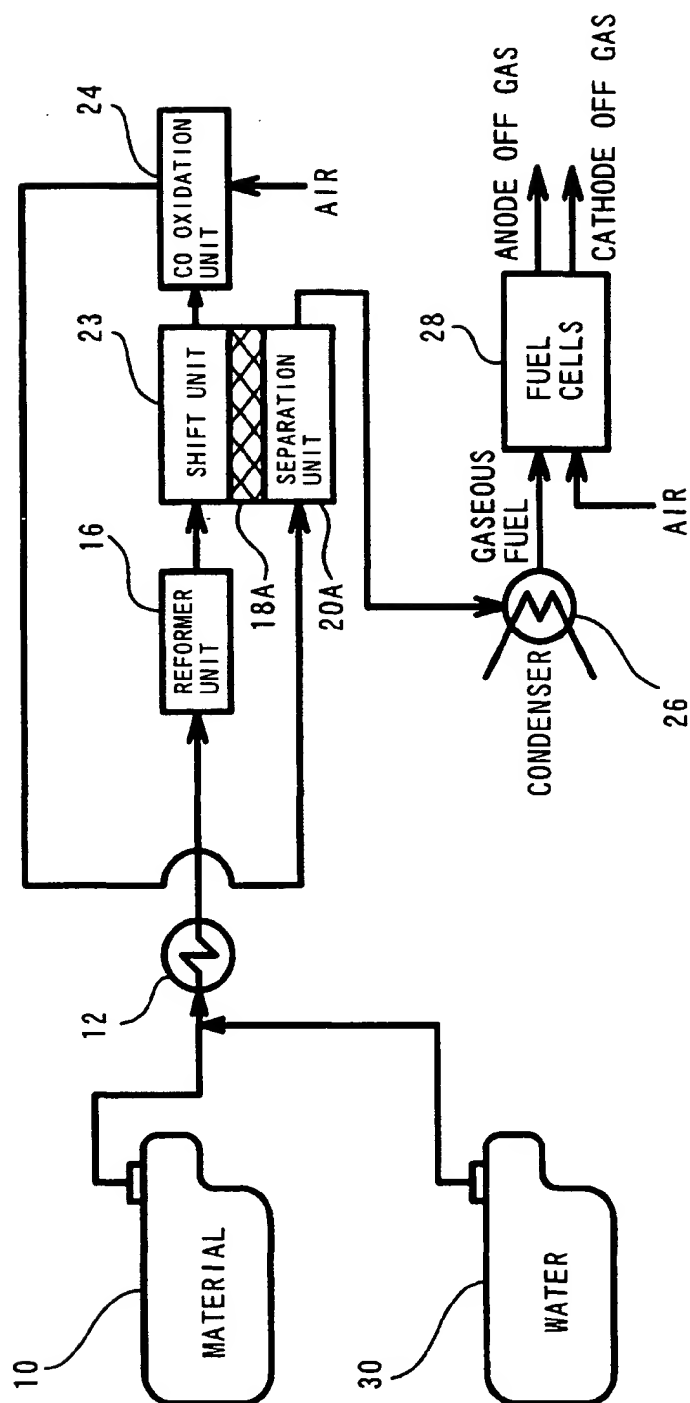 10
MATERIAL
30
WATER
12
16
REFORMER
UNIT
23
SHIFT UNIT
18A
SEPARATION
UNIT
20A
24
CO OXIDATION
UNIT
AIR
CONDENSER
26
GASEOUS
FUEL
28
FUEL
CELLS
AIR
ANODE OFF GAS
CATHODE OFF GAS